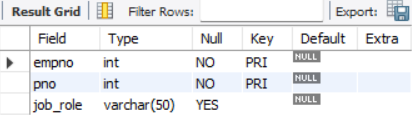 Result Grid Filter Rows: Export:
Field Type Null Key Default Extra
empno int NO PRI NULL
pno int NO PRI NULL
job_role varchar(50) YES NULL